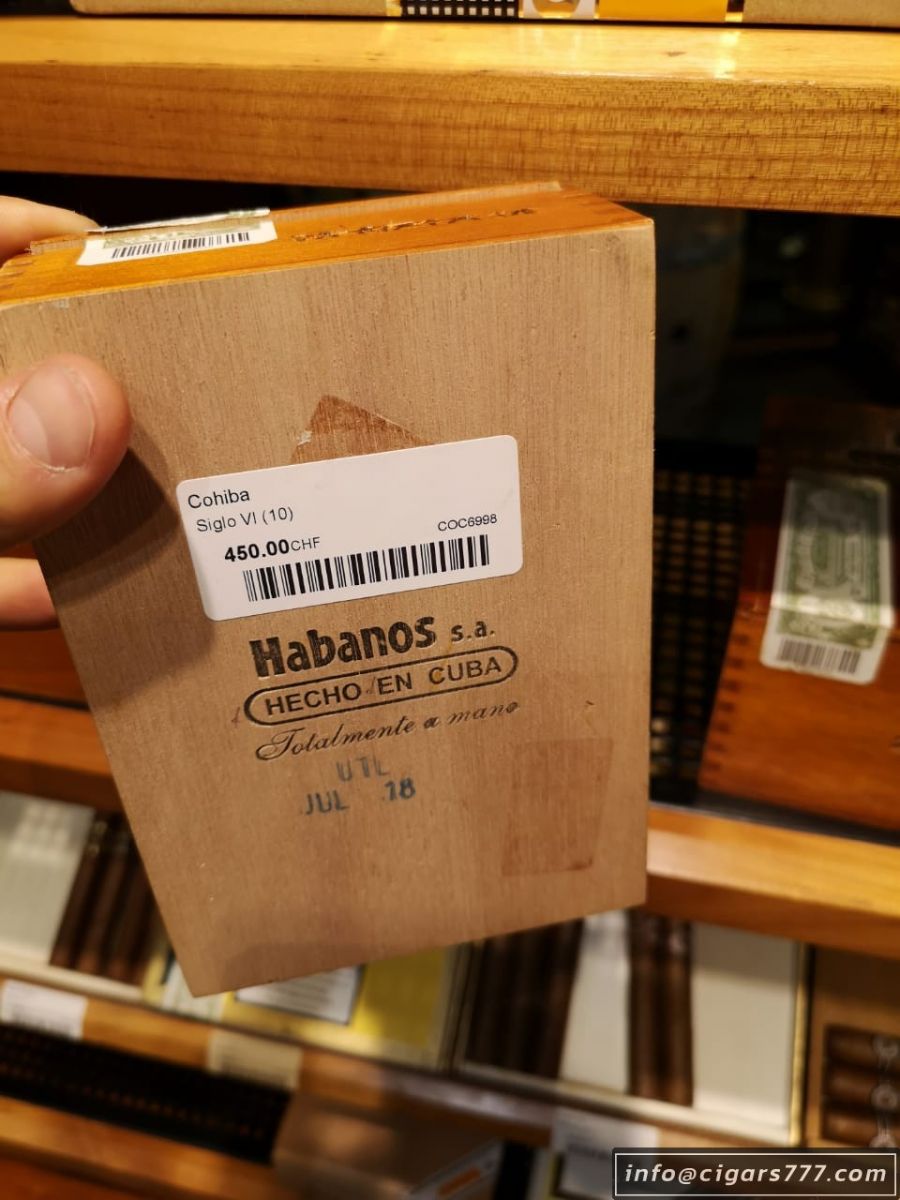 Cohiba
Siglo VI (10)
COC6998
450.00CHF
Habanos s.a.
HECHO EN CUBA
Totalmente a mano
UTL
JUL 18
info@cigars777.com